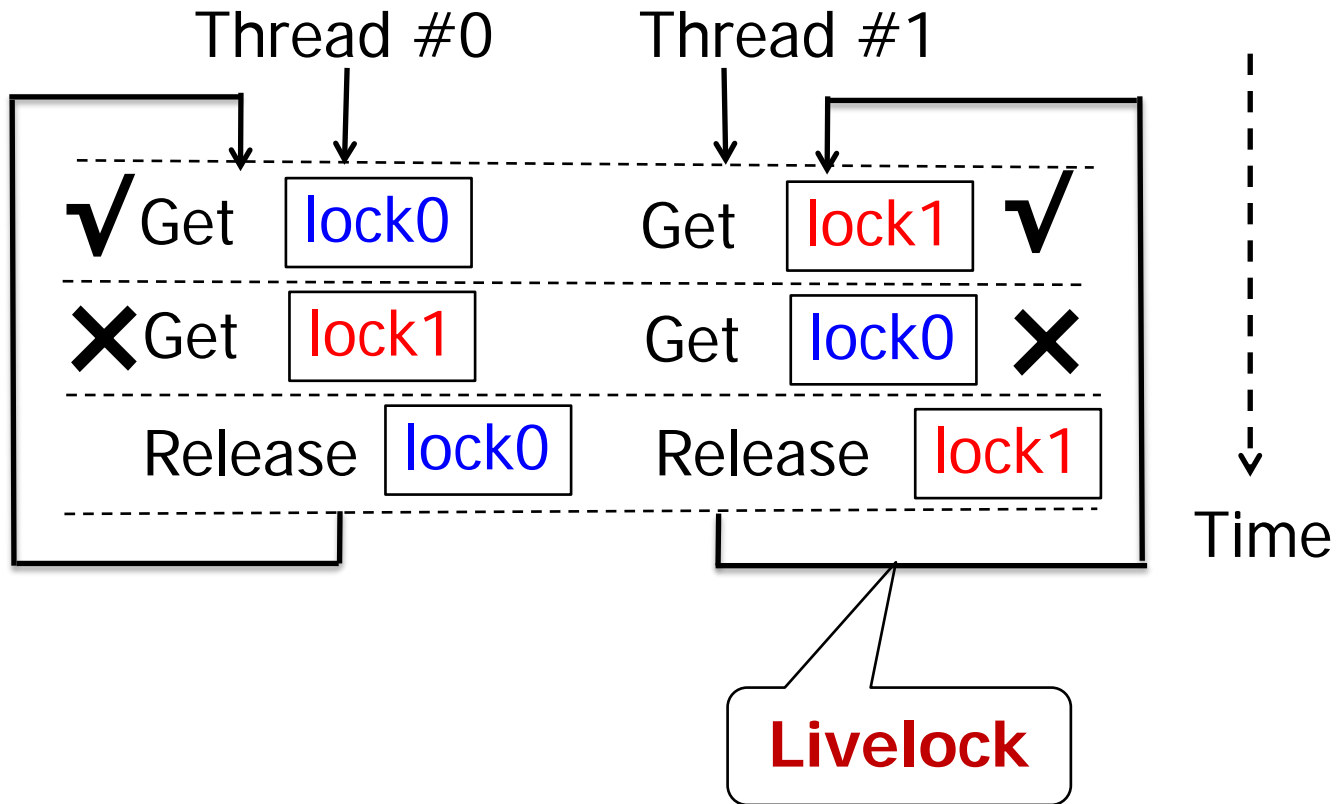 Thread #0 Thread #1
√ Get lock0 Get lock1 √
× Get lock1 Get lock0 ×
Release lock0 Release lock1
Time
Livelock